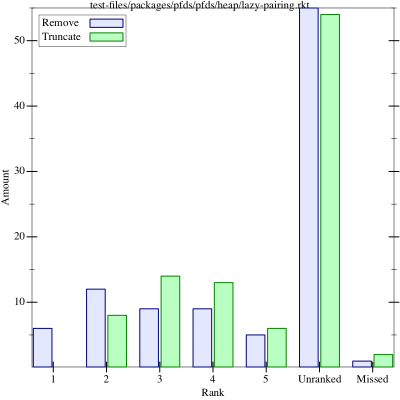 test-files/packages/pfds/pfds/heap/lazy-pairing.rkt
Remove
Truncate
50
40
30
20
10
Amount
1 2 3 4 5 Unranked Missed
Rank